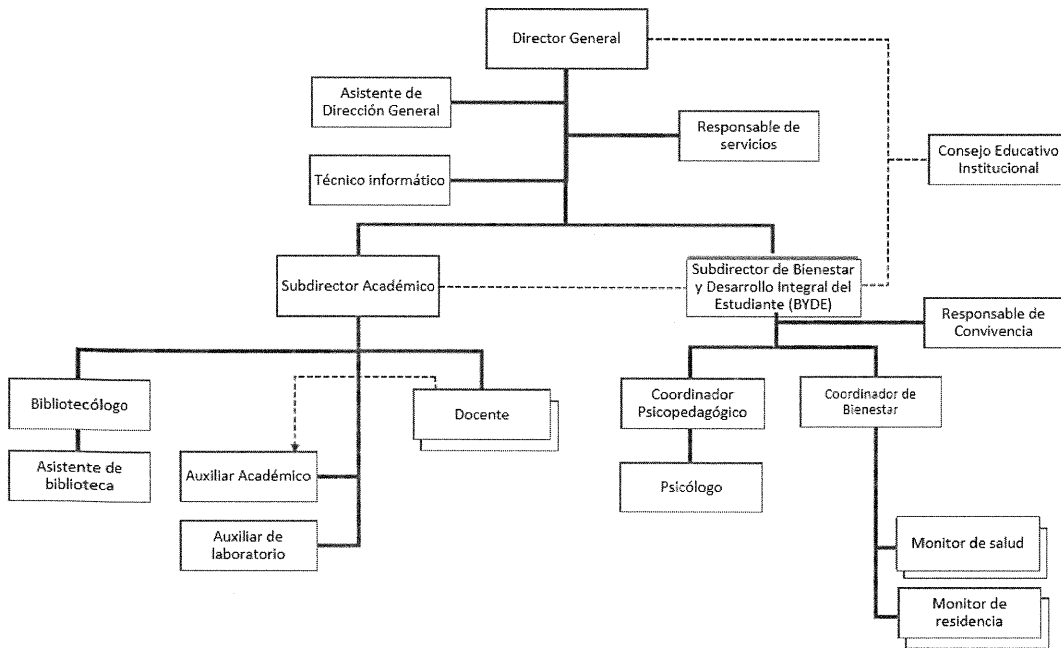 Director General
Asistente de
Dirección General
Responsable de
servicios
Consejo Educativo
Institucional
Técnico informático
Subdirector Académico
Subdirector de Bienestar
y Desarrollo Integral del
Estudiante (BYDE)
Responsable de
Convivencia
Bibliotecólogo
Docente
Coordinador
Psicopedagógico
Coordinador de
Bienestar
Asistente de
biblioteca
Auxiliar Académico
Psicólogo
Auxiliar de
laboratorio
Monitor de salud
Monitor de
residencia